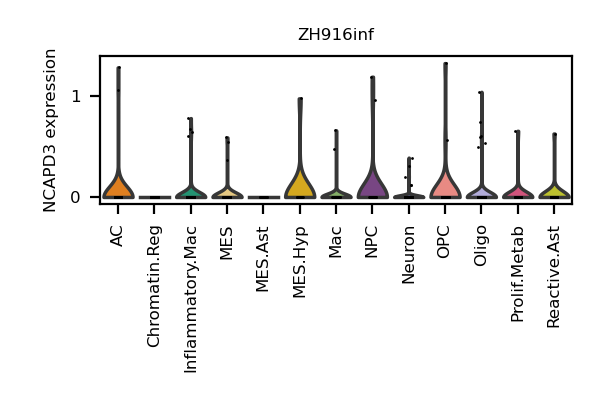 ZH916inf
NCAPD3 expression
1
0
AC
Chromatin.Reg
Inflammatory.Mac
MES
MES.Ast
MES.Hyp
Mac
NPC
Neuron
OPC
Oligo
Prolif.Metab
Reactive.Ast